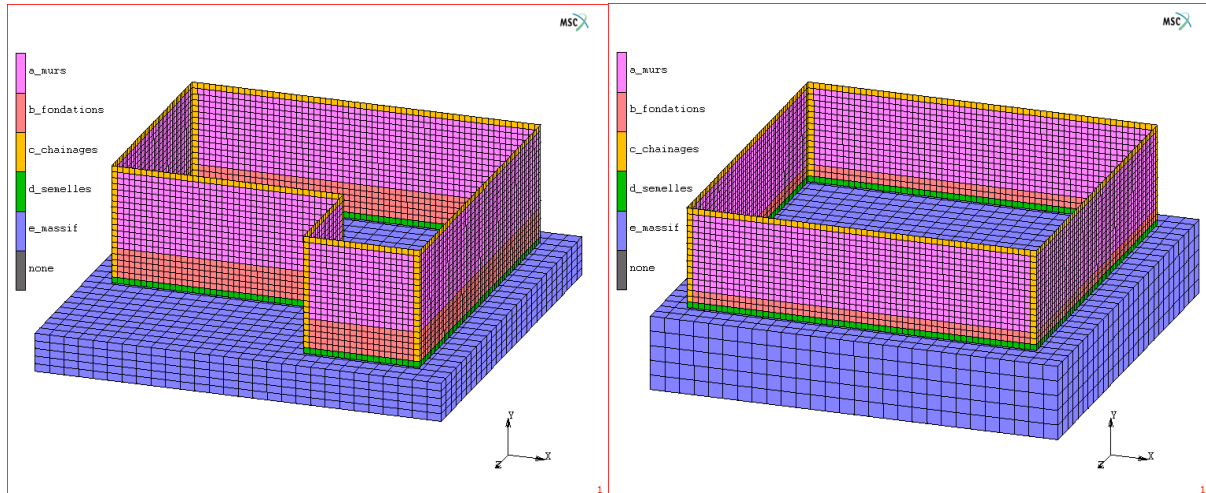 MSC
a_murs
b_fondations
c_chainages
d_semelles
e_massif
none
Y
X
Z
1
MSC
a_murs
b_fondations
c_chainages
d_semelles
e_massif
none
Y
X
Z
1